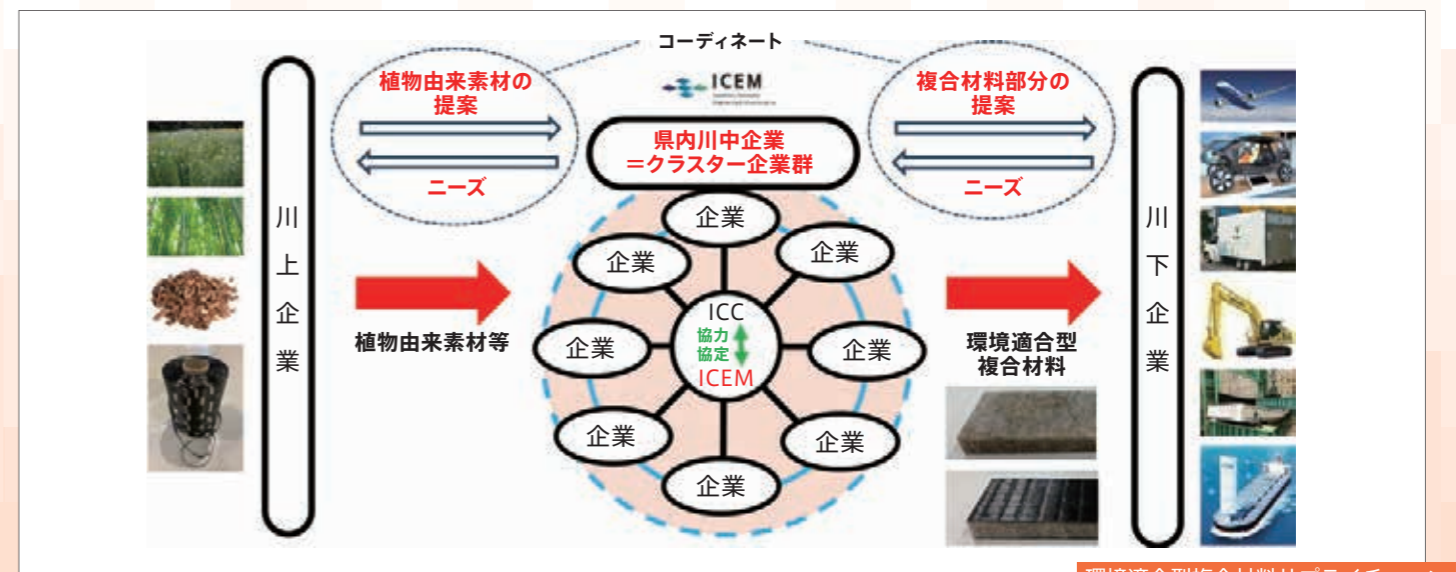 コーディネート
植物由来素材の
提案
ニーズ
ICEM
県内川中企業
＝クラスター企業群
複合材料部分の
提案
ニーズ
川上企業
植物由来素材等
企業
企業
企業
企業
企業
企業
企業
企業
ICC
協力
協定
ICEM
環境適合型
複合材料
川下企業